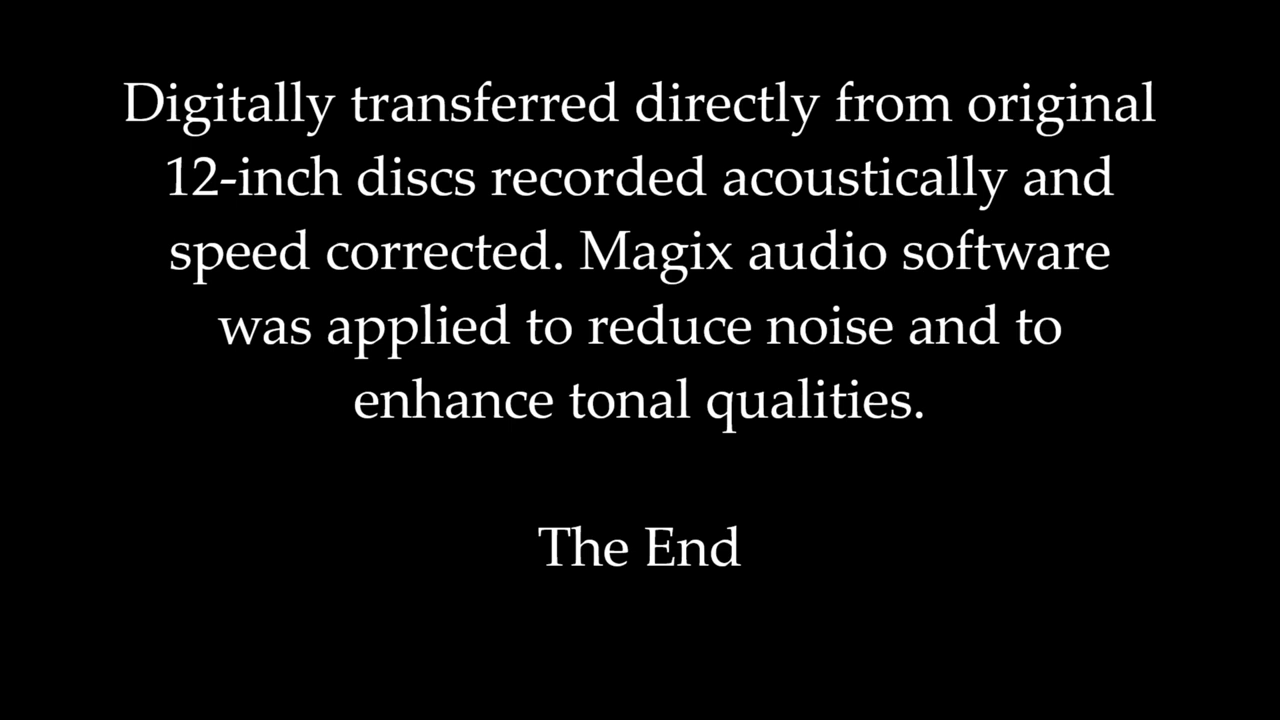 Digitally transferred directly from original
12-inch discs recorded acoustically and
speed corrected. Magix audio software
was applied to reduce noise and to
enhance tonal qualities.
The End